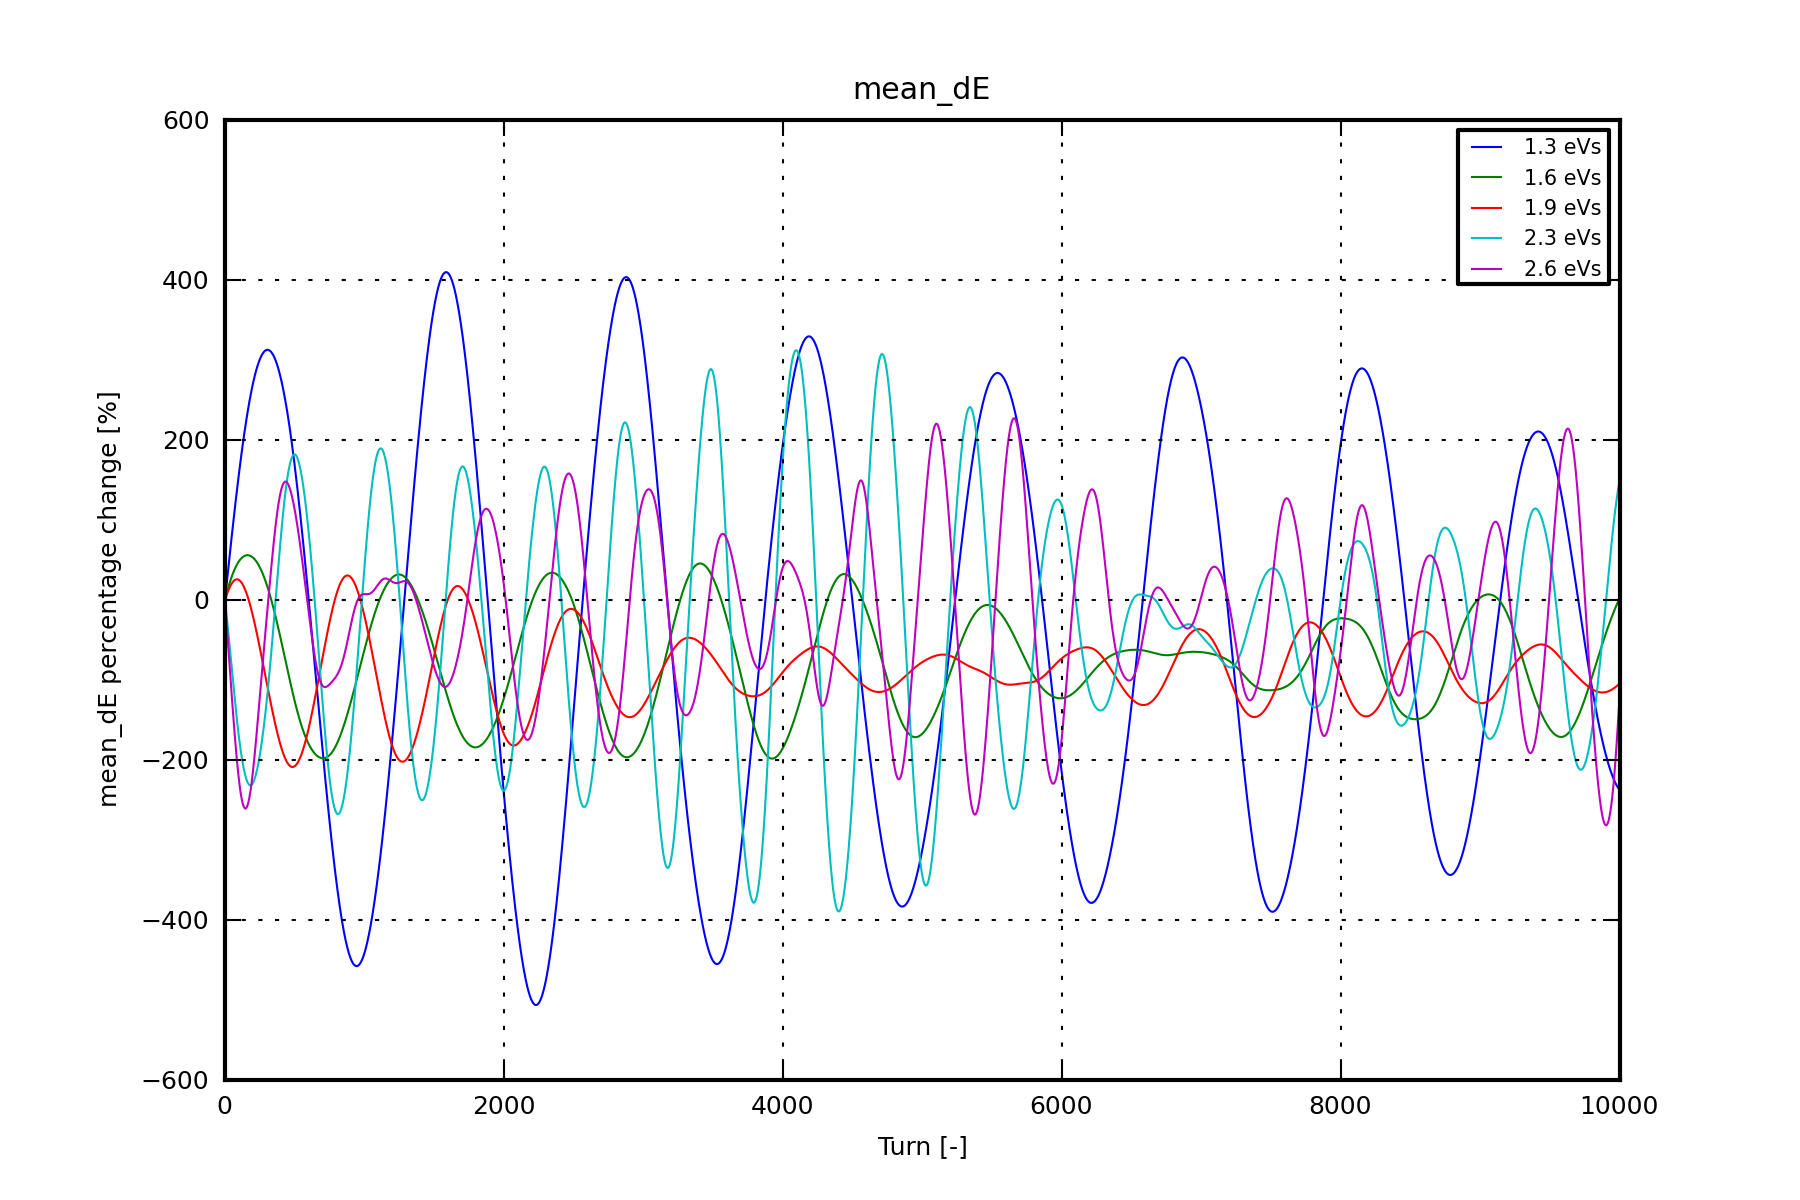 mean_dE
600
400
200
0
−200
−400
−600
mean_dE percentage change [%]
1.3 eVs
1.6 eVs
1.9 eVs
2.3 eVs
2.6 eVs
0 2000 4000 6000 8000 10000
Turn [-]